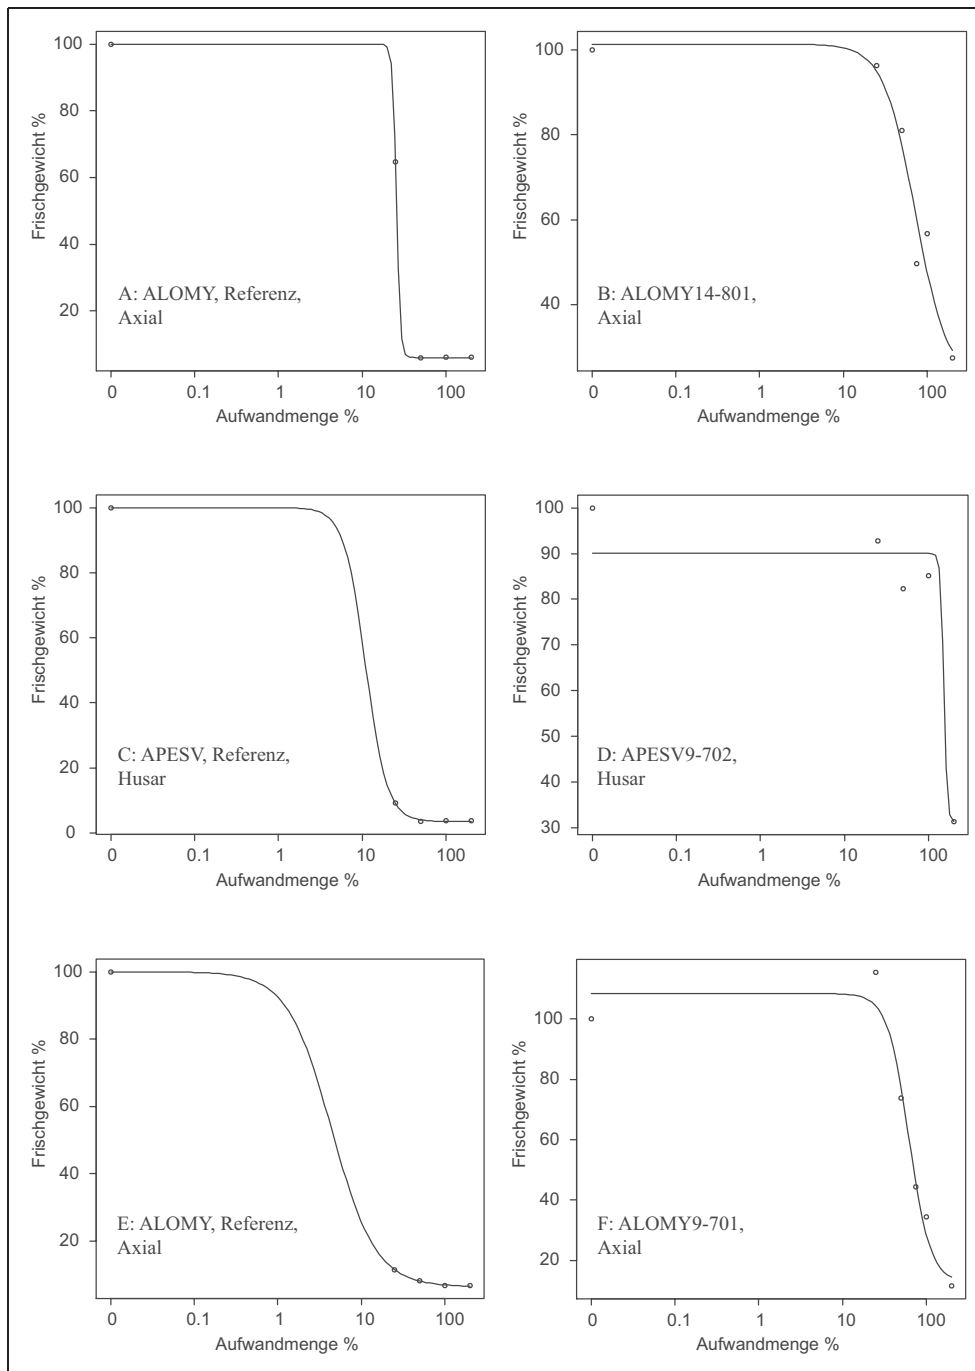 100
80
60
40
20
Frischgewicht %
A: ALOMY, Referenz,
Axial
0 0.1 1 10 100
Aufwandmenge %
100
80
60
40
Frischgewicht %
B: ALOMY14-801,
Axial
0 0.1 1 10 100
Aufwandmenge %
100
80
60
40
20
0
Frischgewicht %
C: APESV, Referenz,
Husar
0 0.1 1 10 100
Aufwandmenge %
100
90
80
70
60
50
40
30
Frischgewicht %
D: APESV9-702,
Husar
0 0.1 1 10 100
Aufwandmenge %
100
80
60
40
20
Frischgewicht %
E: ALOMY, Referenz,
Axial
0 0.1 1 10 100
Aufwandmenge %
100
80
60
40
20
Frischgewicht %
F: ALOMY9-701,
Axial
0 0.1 1 10 100
Aufwandmenge %